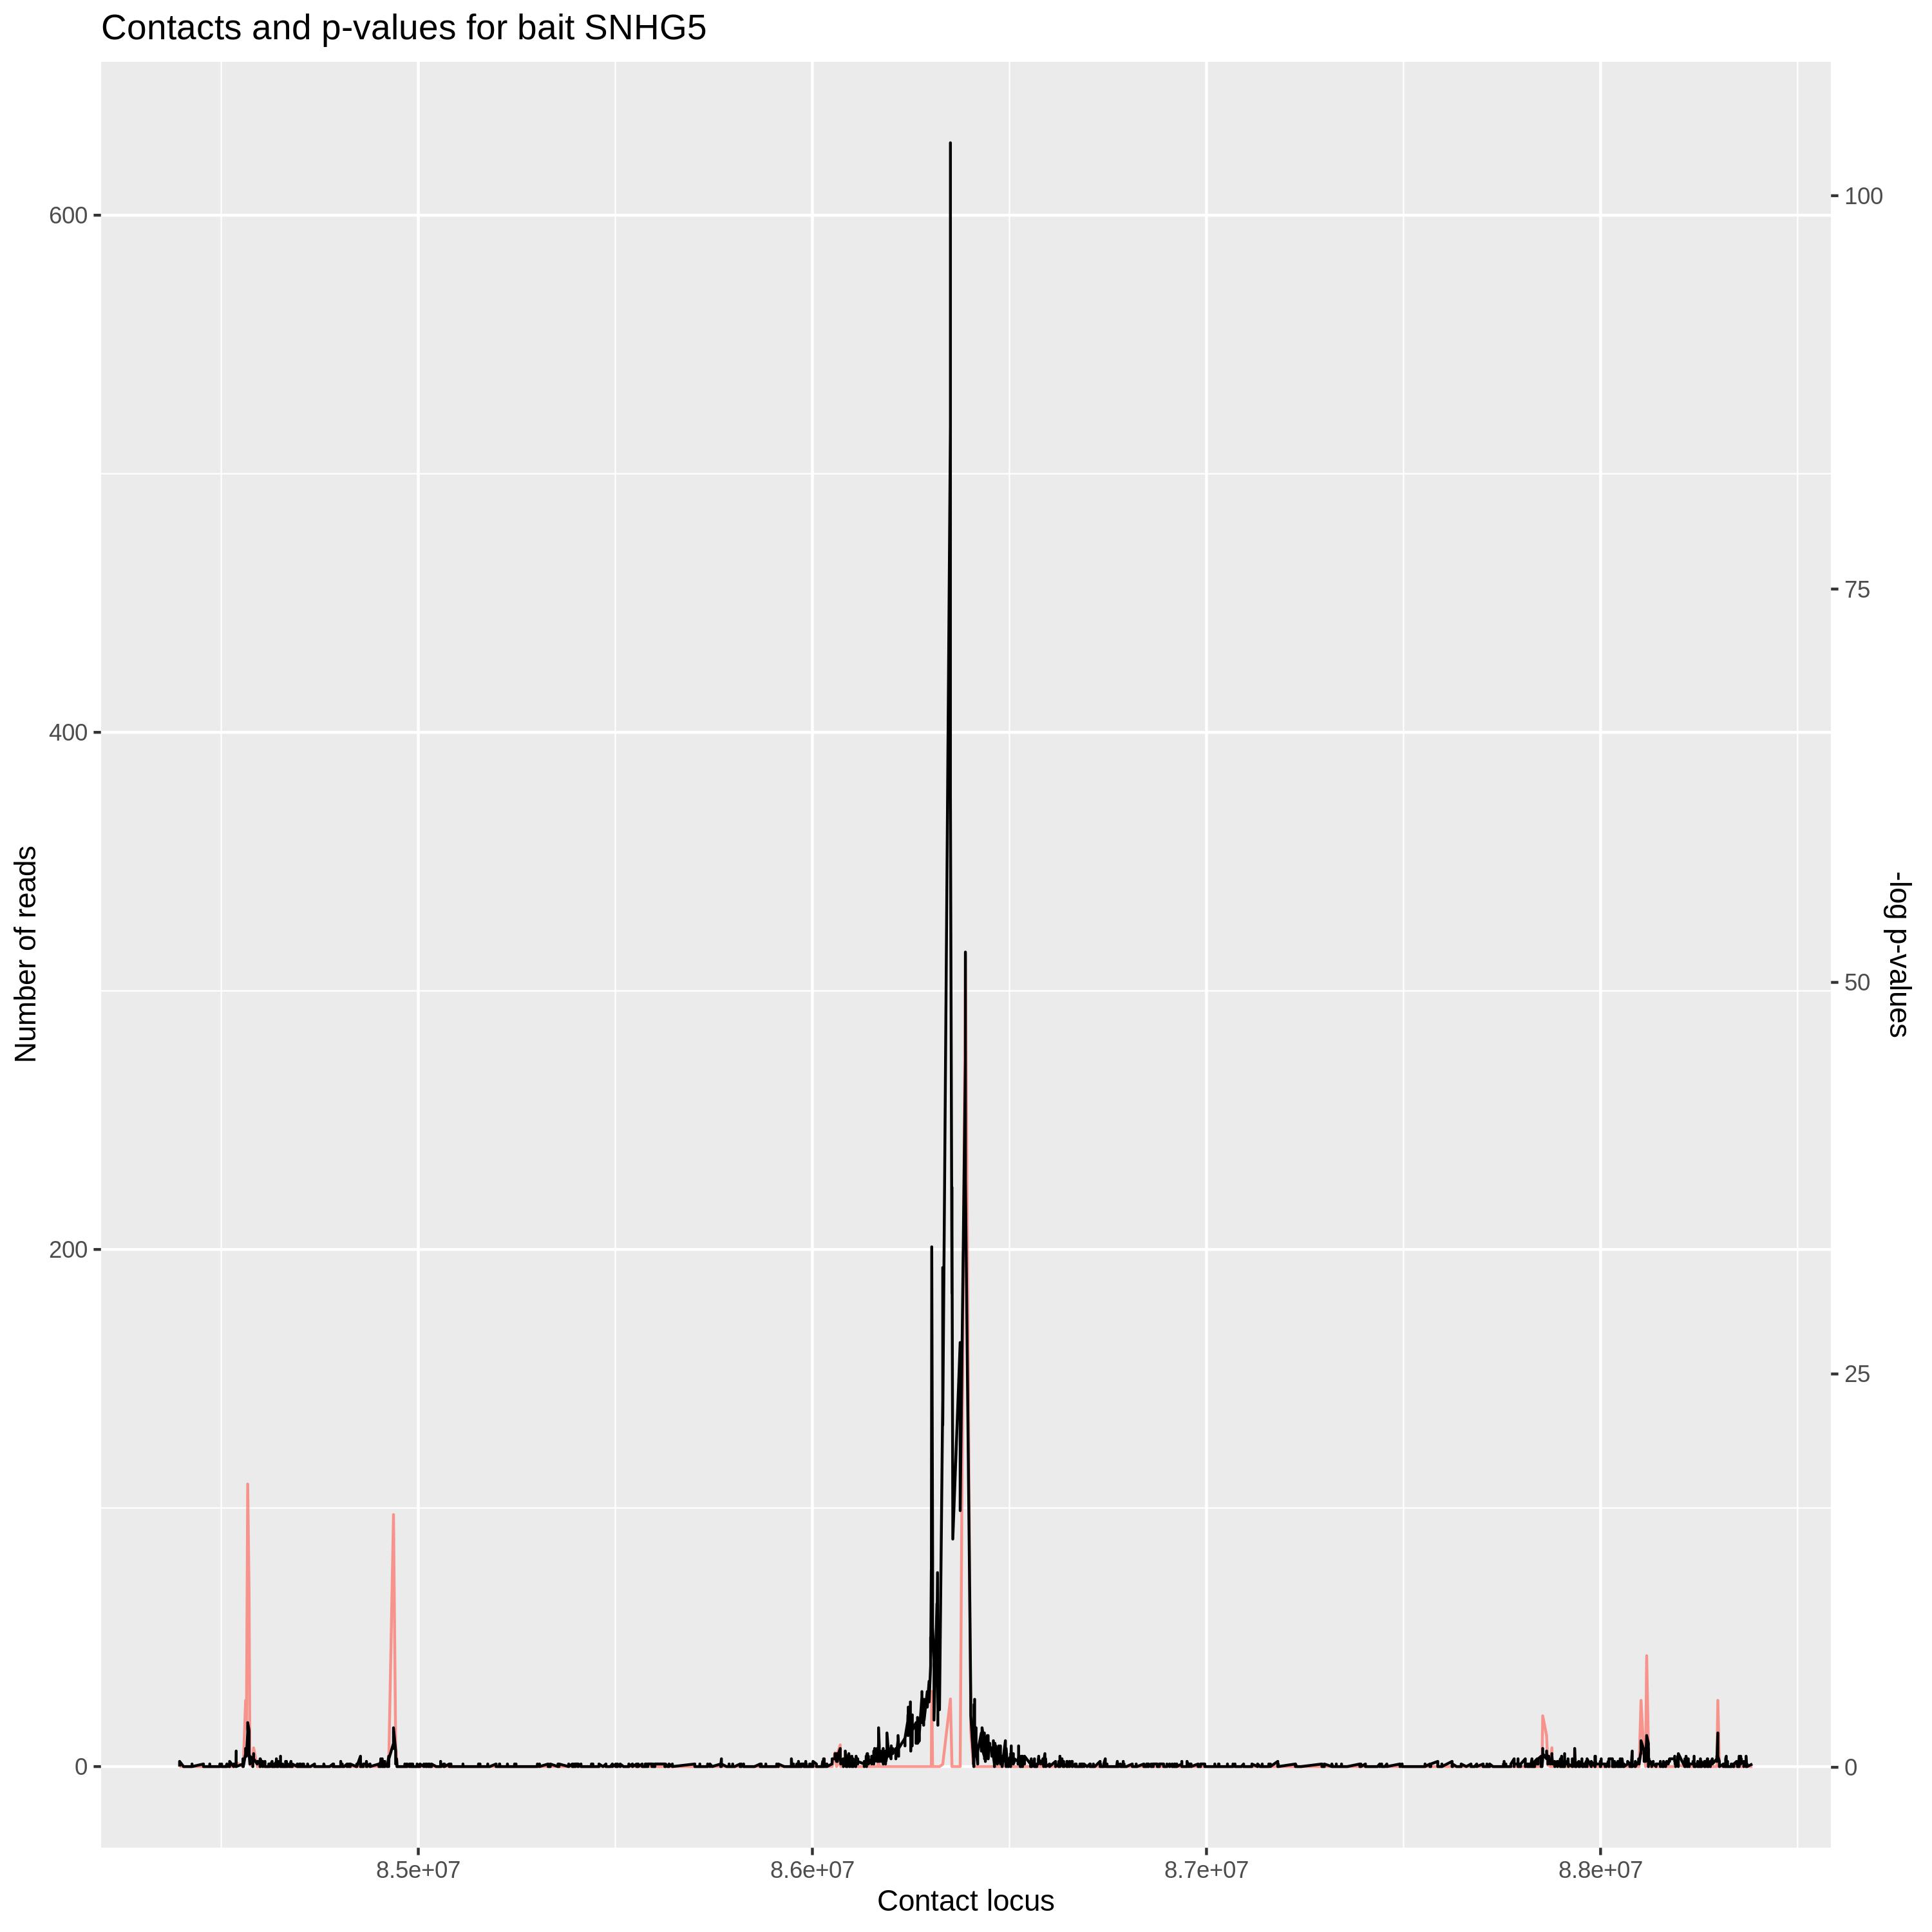 Contacts and p-values for bait SNHG5
600
400
200
0
Number of reads
100
75
50
25
0
-log p-values
8.5e+07
8.6e+07
8.7e+07
8.8e+07
Contact locus